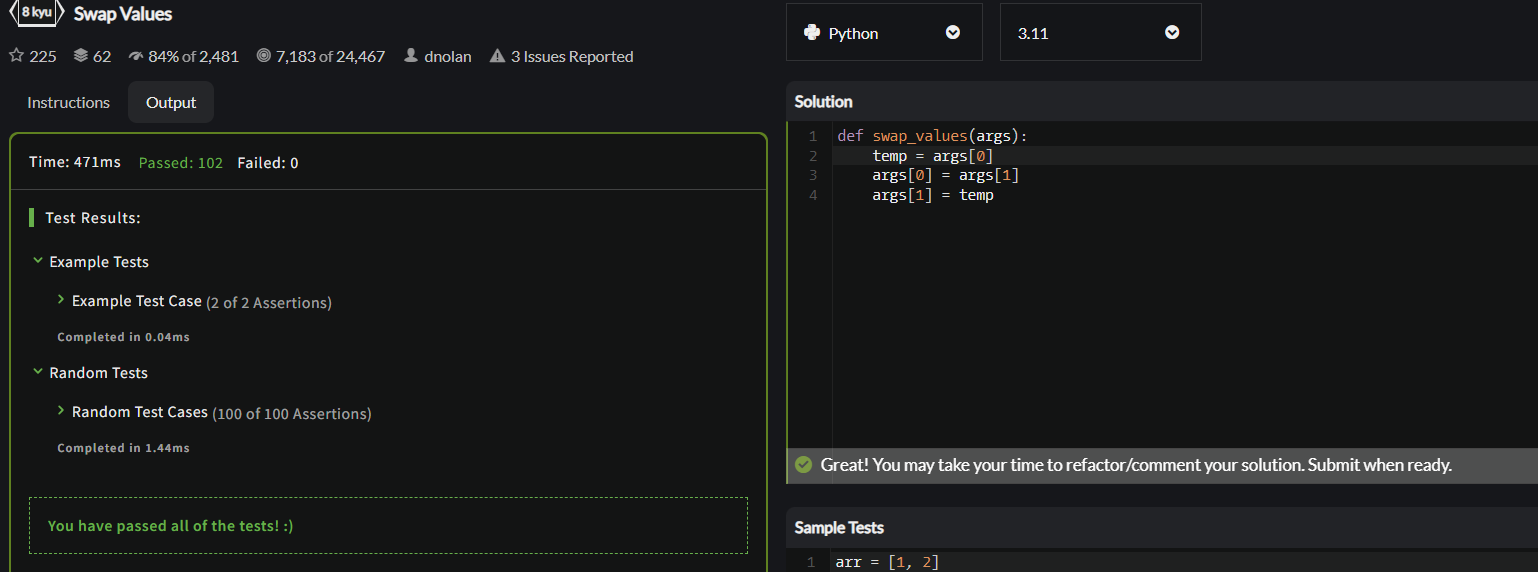 8 kyu Swap Values
225 62 84% of 2,481 7,183 of 24,467 dnolan 3 Issues Reported
Instructions Output
Time: 471ms Passed: 102 Failed: 0
Test Results:
Example Tests
Example Test Case (2 of 2 Assertions)
Completed in 0.04ms
Random Tests
Random Test Cases (100 of 100 Assertions)
Completed in 1.44ms
You have passed all of the tests! :)
Python 3.11
Solution
1 def swap_values(args):
2     temp = args[0]
3     args[0] = args[1]
4     args[1] = temp
Great! You may take your time to refactor/comment your solution. Submit when ready.
Sample Tests
1 arr = [1, 2]